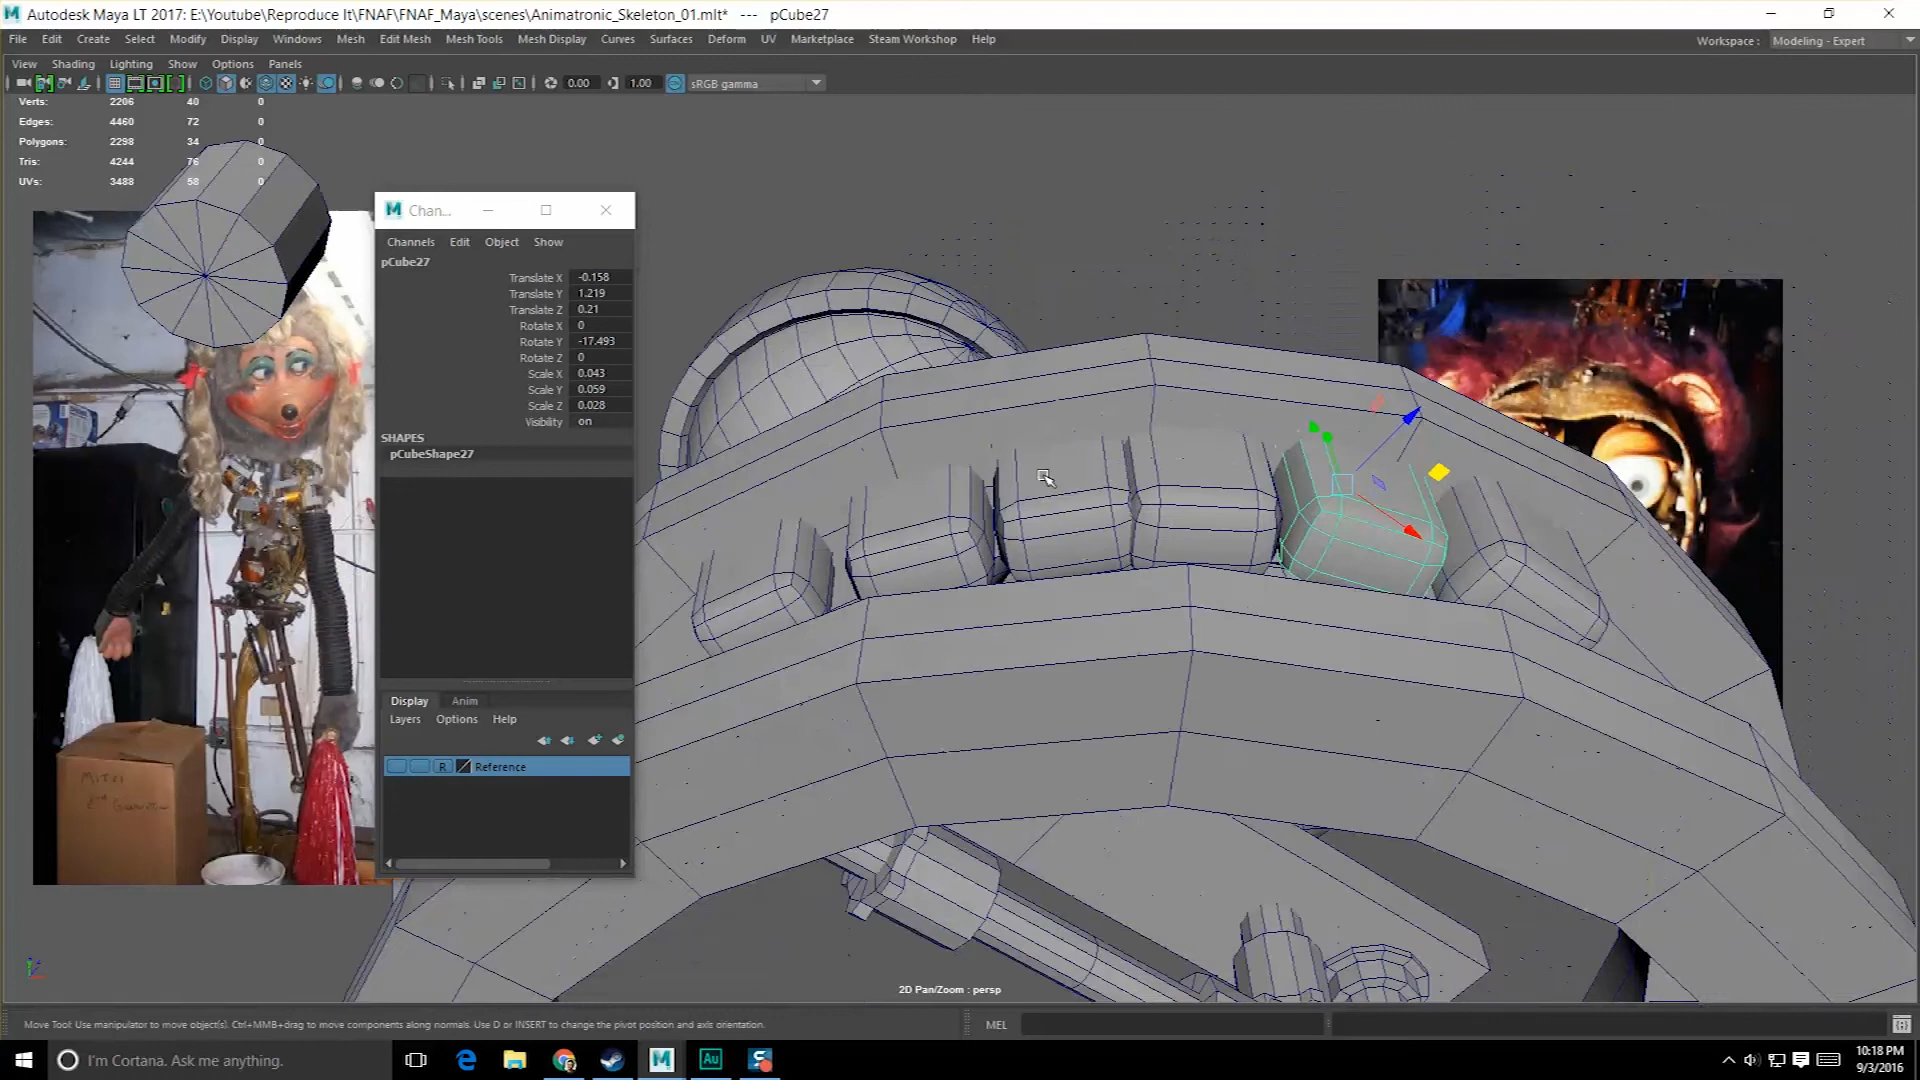 Autodesk Maya LT 2017: E:\Youtube\Reproduce It\FNAF\FNAF_Maya\scenes\Animatronic_Skeleton_01.mlt* --- pCube27
File Edit Create Select Modify Display Windows Mesh Edit Mesh Mesh Tools Mesh Display Curves Surfaces Deform UV Marketplace Steam Workshop Help
Workspace : Modeling - Expert
View Shading Lighting Show Options Panels
0.00 1.00 sRGB gamma
Verts: 2206 40 0
Edges: 4460 72 0
Polygons: 2298 34 0
Tris: 4244 76 0
UVs: 3488 58 0
Chan...
Channels Edit Object Show
pCube27
Translate X -0.158
Translate Y 1.219
Translate Z 0.21
Rotate X 0
Rotate Y -17.493
Rotate Z 0
Scale X 0.043
Scale Y 0.059
Scale Z 0.028
Visibility on
SHAPES
pCubeShape27
Display Anim
Layers Options Help
R Reference
MITZI
2nd
2D Pan/Zoom : persp
Move Tool: Use manipulator to move object(s). Ctrl+MMB+drag to move components along normals. Use D or INSERT to change the pivot position and axis orientation.
MEL
I'm Cortana. Ask me anything.
Au
10:18 PM
9/3/2016